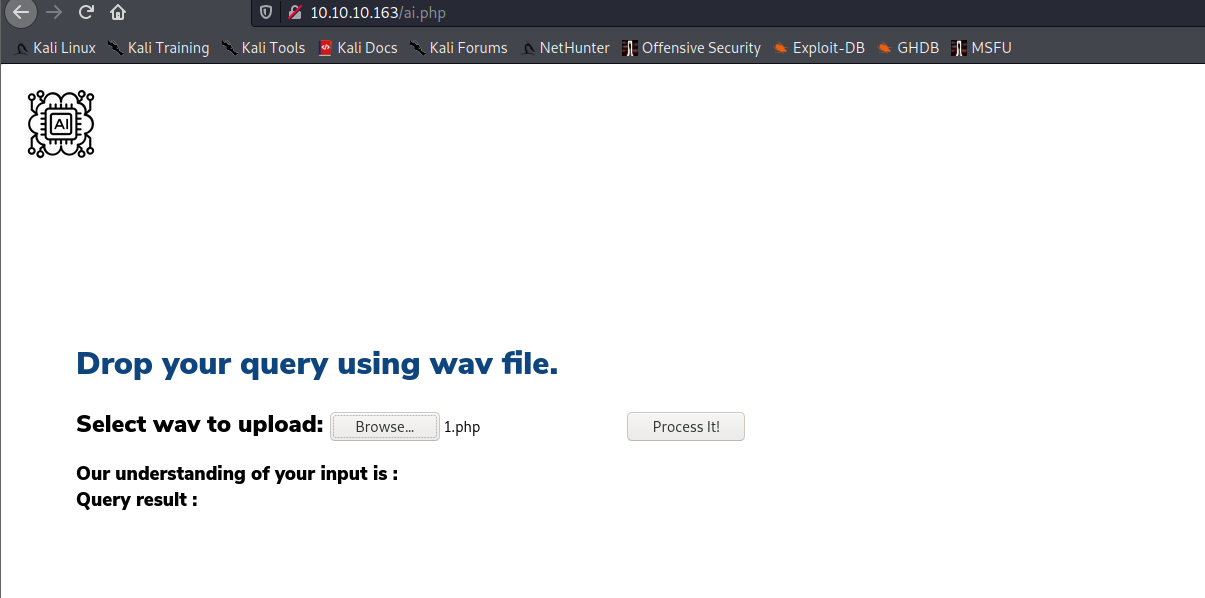 10.10.10.163/ai.php
Kali Linux Kali Training Kali Tools Kali Docs Kali Forums NetHunter Offensive Security Exploit-DB GHDB MSFU
AI
Drop your query using wav file.
Select wav to upload: Browse... 1.php Process It!
Our understanding of your input is :
Query result :